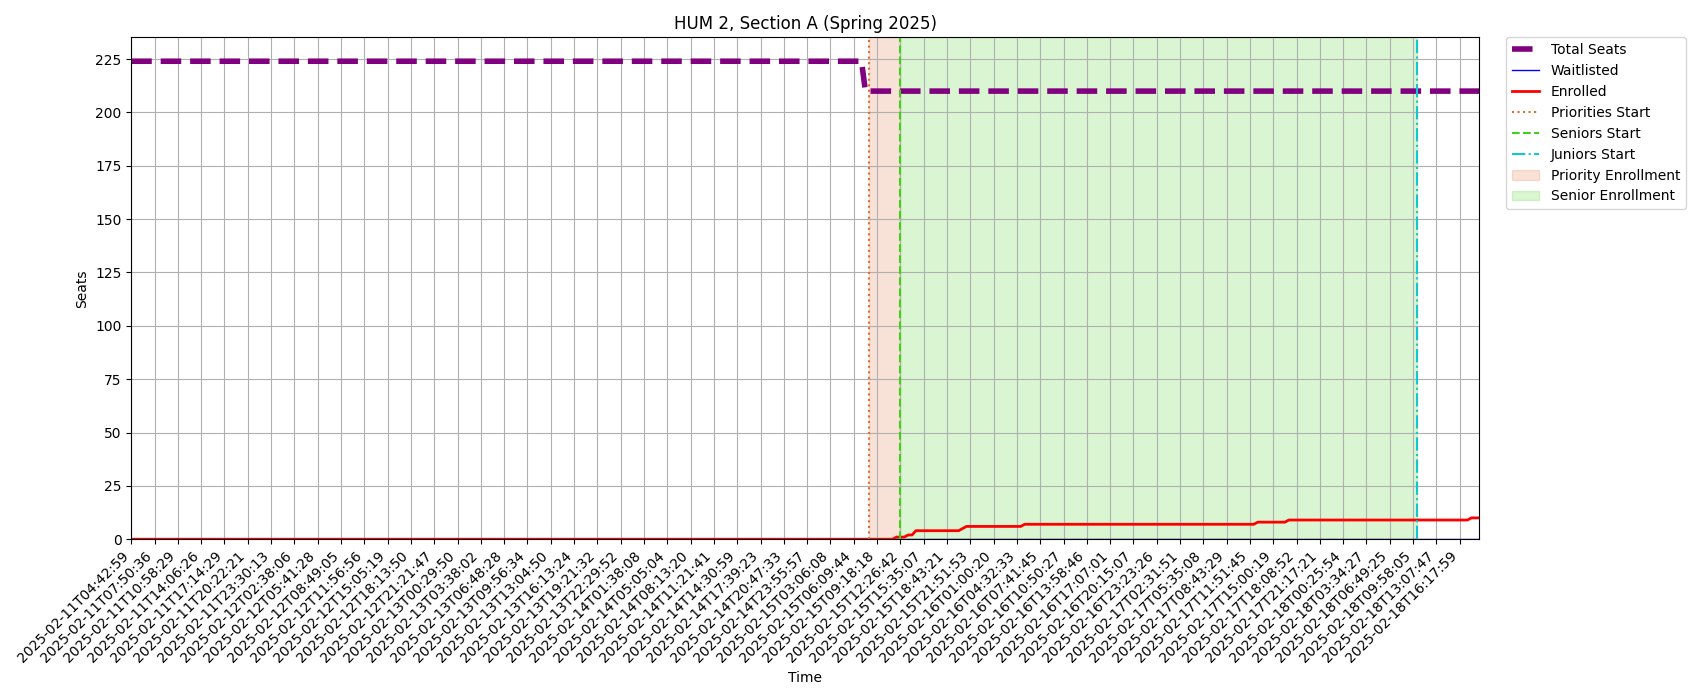 HUM 2, Section A (Spring 2025)
225
200
175
150
125
100
75
50
25
0
Seats
2025-02-11T04:42:59
2025-02-11T07:50:36
2025-02-11T10:58:29
2025-02-11T14:06:26
2025-02-11T17:14:29
2025-02-11T20:22:21
2025-02-11T23:30:13
2025-02-12T02:38:06
2025-02-12T05:41:28
2025-02-12T08:49:05
2025-02-12T11:56:56
2025-02-12T15:05:19
2025-02-12T18:13:50
2025-02-12T21:21:47
2025-02-13T00:29:50
2025-02-13T03:38:02
2025-02-13T06:48:28
2025-02-13T09:56:34
2025-02-13T13:04:50
2025-02-13T16:13:24
2025-02-13T19:21:32
2025-02-13T22:29:52
2025-02-14T01:38:08
2025-02-14T05:05:04
2025-02-14T08:13:20
2025-02-14T11:21:41
2025-02-14T14:30:59
2025-02-14T17:39:23
2025-02-14T20:47:33
2025-02-14T23:55:57
2025-02-15T03:06:08
2025-02-15T06:09:44
2025-02-15T09:18:18
2025-02-15T12:26:42
2025-02-15T15:35:07
2025-02-15T18:43:21
2025-02-15T21:51:53
2025-02-16T01:00:20
2025-02-16T04:32:33
2025-02-16T07:41:45
2025-02-16T10:50:27
2025-02-16T13:58:46
2025-02-16T17:07:01
2025-02-16T20:15:07
2025-02-16T23:23:26
2025-02-17T02:31:51
2025-02-17T05:35:08
2025-02-17T08:43:29
2025-02-17T11:51:45
2025-02-17T15:00:19
2025-02-17T18:08:52
2025-02-17T21:17:21
2025-02-18T00:25:54
2025-02-18T03:34:27
2025-02-18T06:49:25
2025-02-18T09:58:05
2025-02-18T13:07:47
2025-02-18T16:17:59
Time
Total Seats
Waitlisted
Enrolled
Priorities Start
Seniors Start
Juniors Start
Priority Enrollment
Senior Enrollment